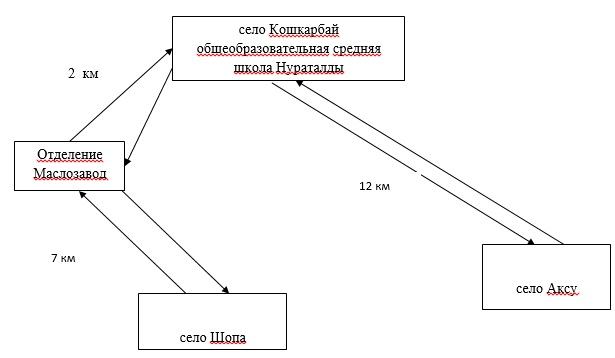 село Кошкарбай
общеобразовательная средняя
школа Нураталды
2 км
Отделение
Маслозавод
12 км
7 км
село Аксу
село Шопа